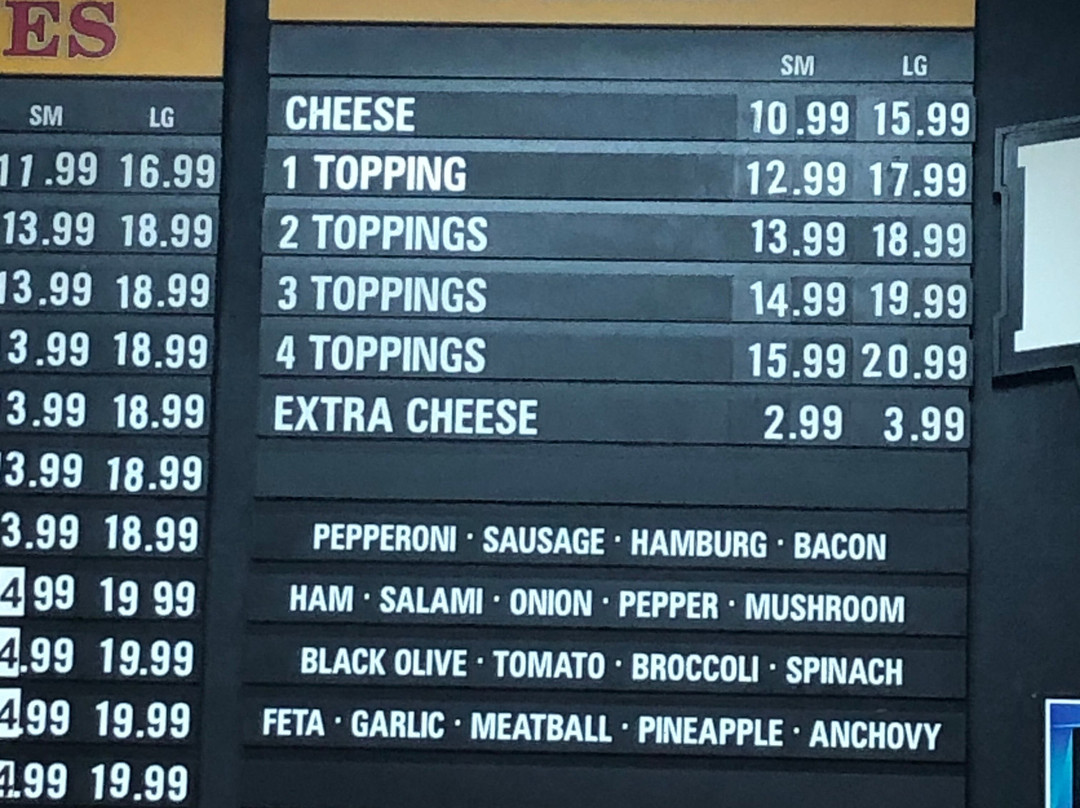 ES
SM LG
11.99 16.99
13.99 18.99
13.99 18.99
3.99 18.99
3.99 18.99
3.99 18.99
3.99 18.99
4 99 19 99
4.99 19.99
4.99 19.99
4.99 19.99
SM LG
CHEESE 10.99 15.99
1 TOPPING 12.99 17.99
2 TOPPINGS 13.99 18.99
3 TOPPINGS 14.99 19.99
4 TOPPINGS 15.99 20.99
EXTRA CHEESE 2.99 3.99
PEPPERONI · SAUSAGE · HAMBURG · BACON
HAM · SALAMI · ONION · PEPPER · MUSHROOM
BLACK OLIVE · TOMATO · BROCCOLI · SPINACH
FETA · GARLIC · MEATBALL · PINEAPPLE · ANCHOVY